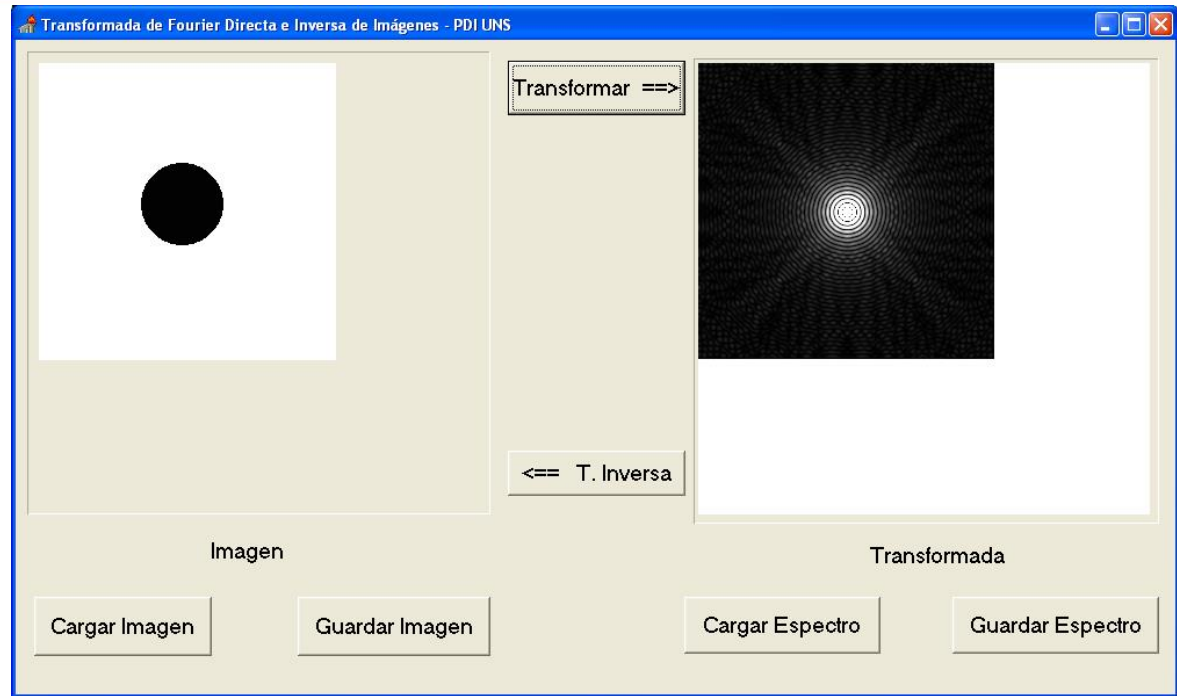 Transformada de Fourier Directa e Inversa de Imágenes - PDI UNS
Transformar ==>
<== T. Inversa
Imagen
Transformada
Cargar Imagen
Guardar Imagen
Cargar Espectro
Guardar Espectro